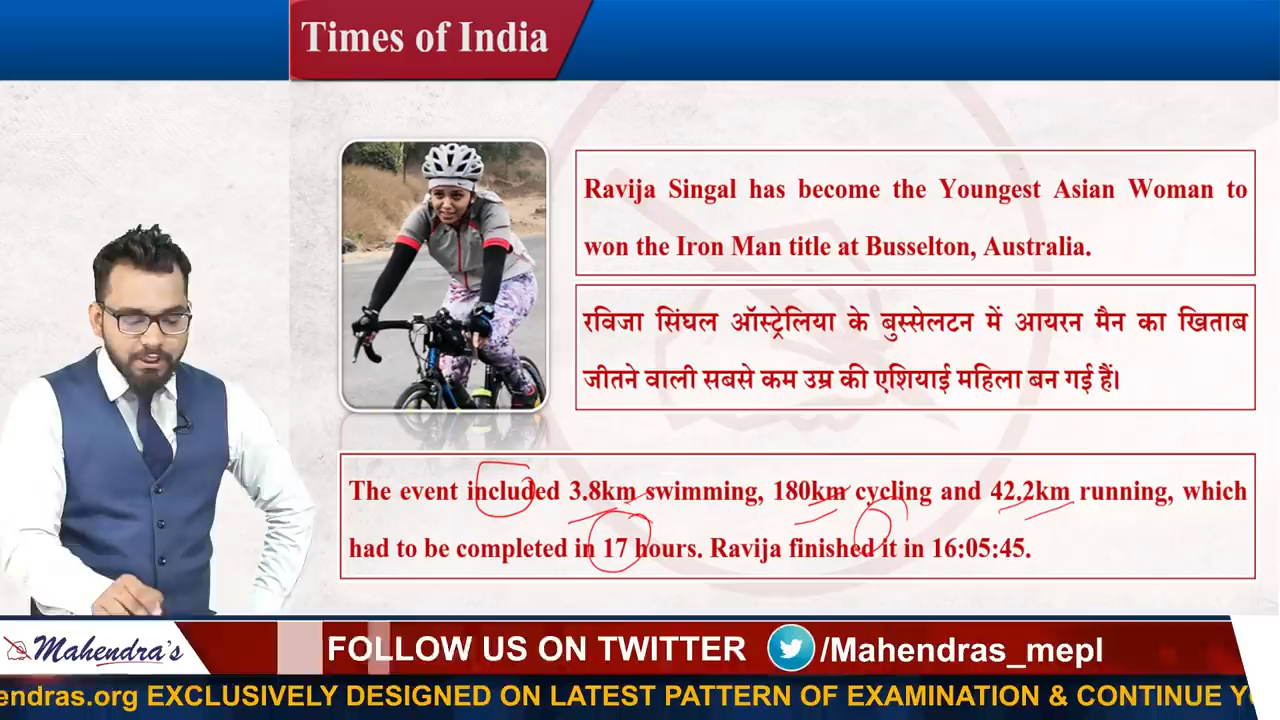 Times of India
Ravija Singal has become the Youngest Asian Woman to
won the Iron Man title at Busselton, Australia.
रविजा सिंघल ऑस्ट्रेलिया के बुस्सेलटन में आयरन मैन का खिताब
जीतने वाली सबसे कम उम्र की एशियाई महिला बन गई हैं।
The event included 3.8km swimming, 180km cycling and 42.2km running, which
had to be completed in 17 hours. Ravija finished it in 16:05:45.
Mahendra's
FOLLOW US ON TWITTER /Mahendras_mepl
endras.org EXCLUSIVELY DESIGNED ON LATEST PATTERN OF EXAMINATION & CONTINUE